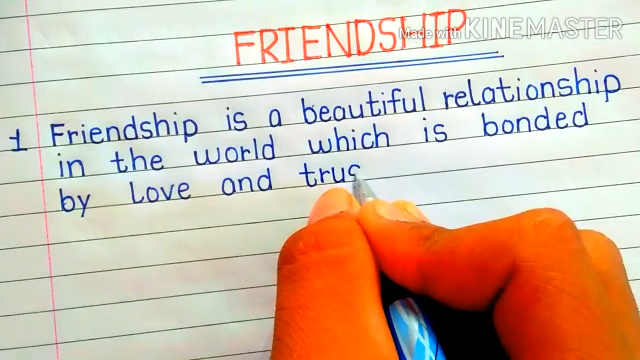 Made with KINEMASTER
FRIENDSHIP
1 Friendship is a beautiful relationship
in the world which is bonded
by love and trus